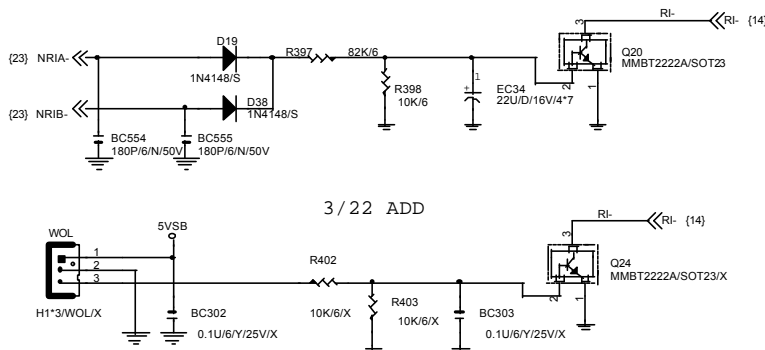 3
RI-
RI- {14}
D19
{23} NRIA-
R397
82K/6
Q20
MMBT2222A/SOT23
1N4148/S
R398
10K/6
+
1
EC34
22U/D/16V/4*7
2
1
{23} NRIB-
D38
1N4148/S
BC554
180P/6/N/50V
BC555
180P/6/N/50V
3/22 ADD
RI-
RI- {14}
WOL
5VSB
3
1
2
3
R402
10K/6/X
Q24
MMBT2222A/SOT23/X
2
1
R403
10K/6/X
H1*3/WOL/X
BC302
0.1U/6/Y/25V/X
BC303
0.1U/6/Y/25V/X